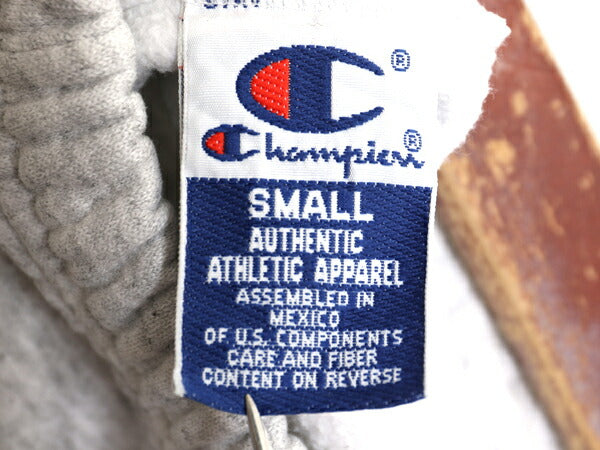 ®
Champion®
SMALL
AUTHENTIC
ATHLETIC APPAREL
ASSEMBLED IN
MEXICO
OF U.S. COMPONENTS
CARE AND FIBER
CONTENT ON REVERSE